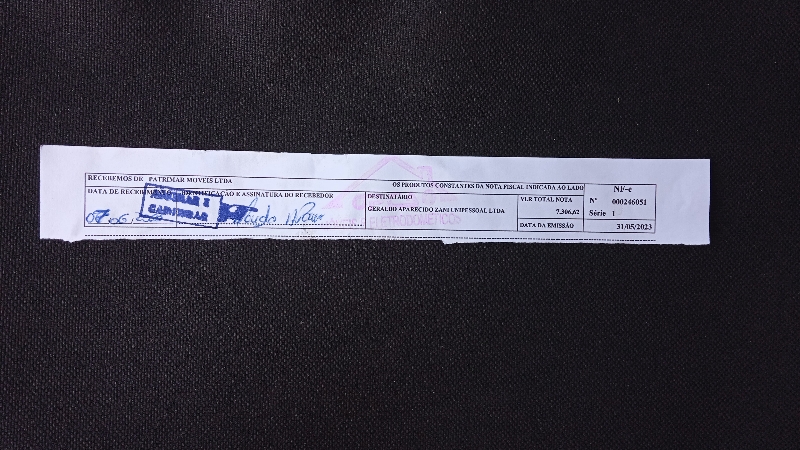 RECEBEMOS DE PATRIMAR MOVEIS LTDA OS PRODUTOS CONSTANTES DA NOTA FISCAL INDICADA AO LADO
NF-e
DATA DE RECEBIMENTO IDENTIFICAÇÃO E ASSINATURA DO RECEBEDOR
DESTINATÁRIO
GERALDO APARECIDO ZANI UNIPESSOAL LTDA
VLR TOTAL NOTA
7.306,62
DATA DA EMISSÃO
Nº 000246051
Série 1
31/05/2023